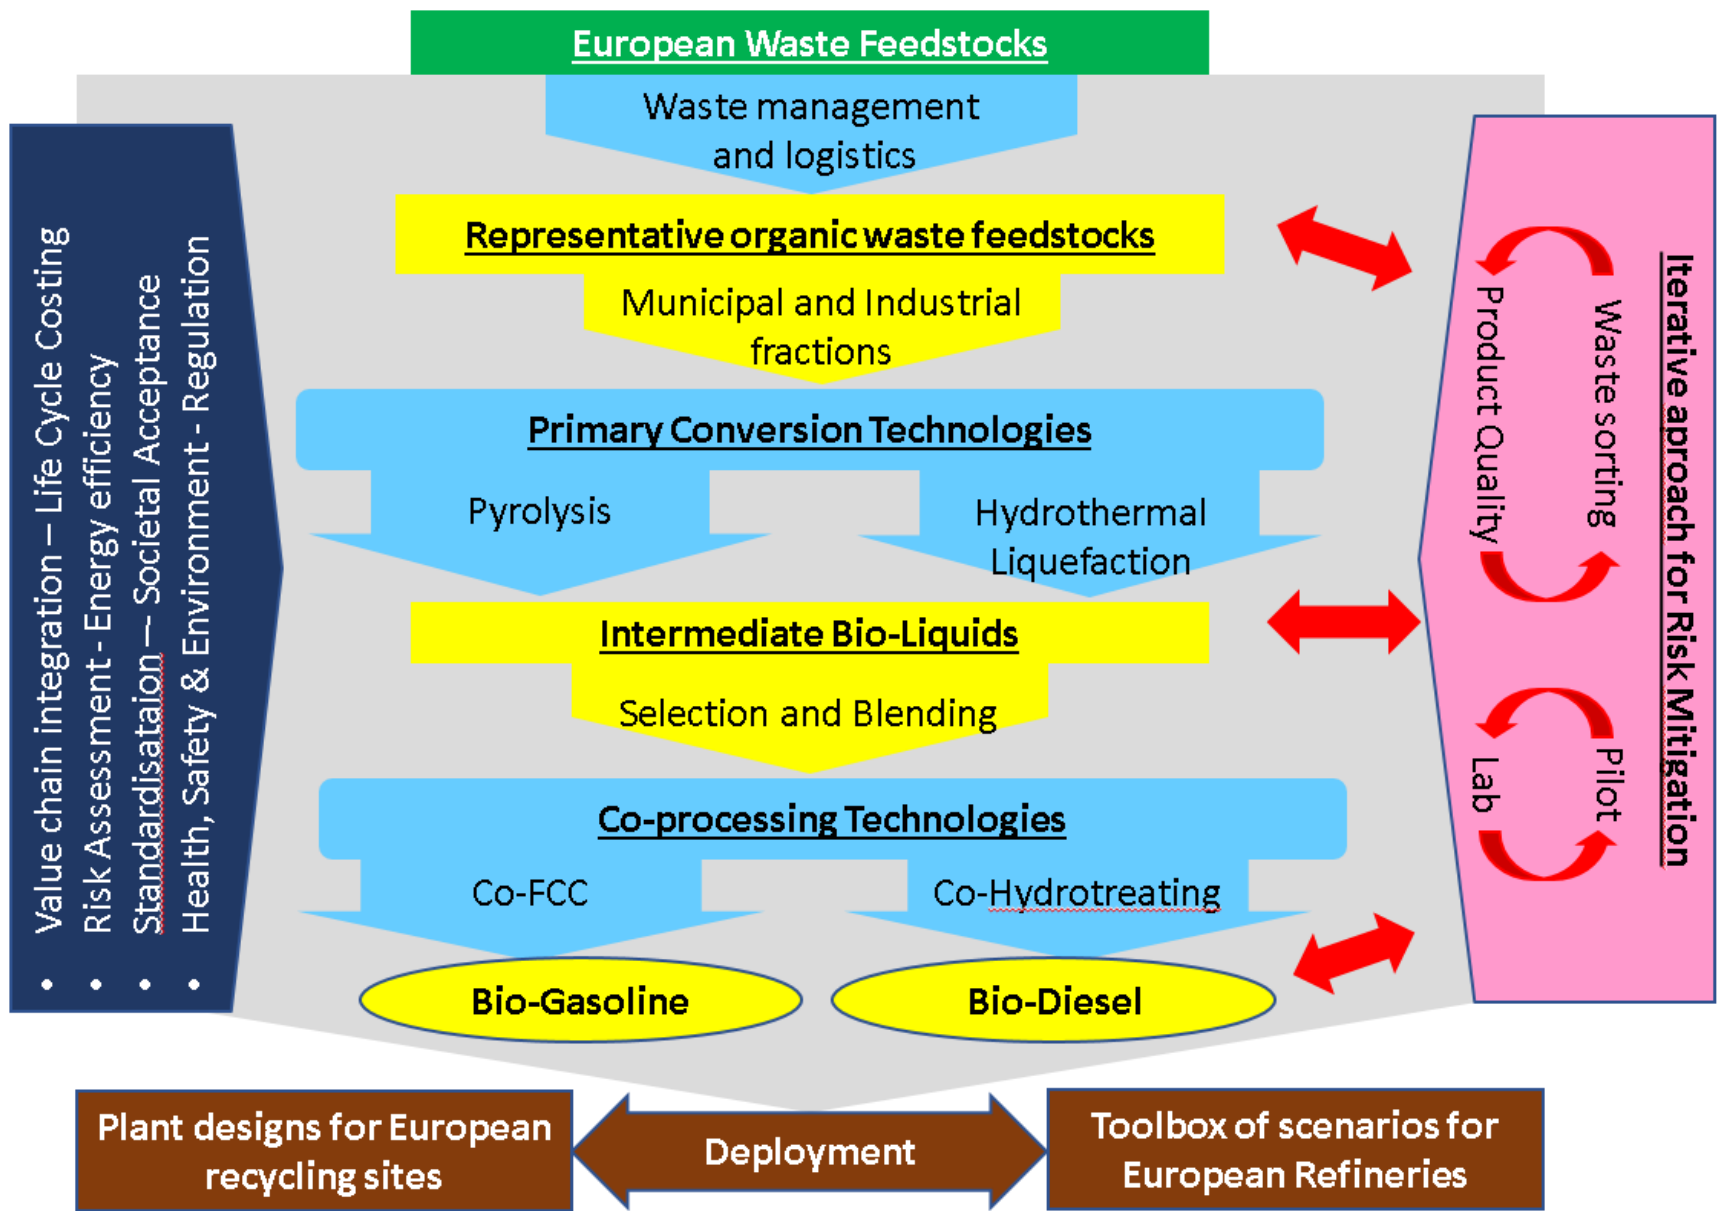 European Waste Feedstocks
Waste management
and logistics
Representative organic waste feedstocks
Municipal and Industrial
fractions
Primary Conversion Technologies
Pyrolysis
Hydrothermal
Liquefaction
Intermediate Bio-Liquids
Selection and Blending
Co-processing Technologies
Co-FCC
Co-Hydrotreating
Bio-Gasoline
Bio-Diesel
• Value chain integration – Life Cycle Costing
• Risk Assessment - Energy efficiency
• Standardisataion – Societal Acceptance
• Health, Safety & Environment - Regulation
Iterative aproach for Risk Mitigation
Waste sorting
Product Quality
Pilot
Lab
Plant designs for European
recycling sites
Deployment
Toolbox of scenarios for
European Refineries